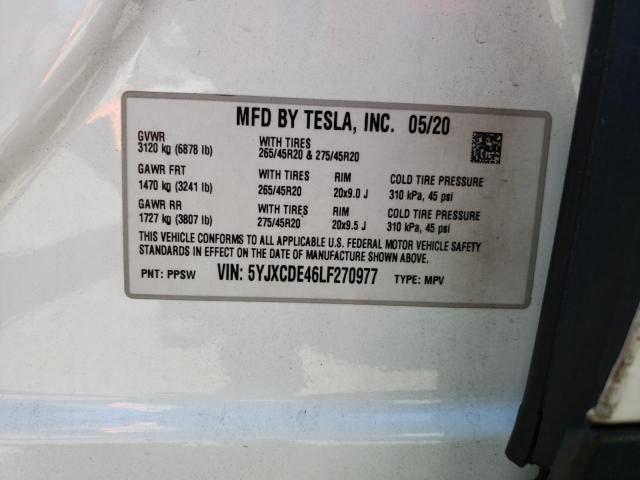 MFD BY TESLA, INC. 05/20
GVWR
3120 kg (6878 lb)
WITH TIRES
265/45R20 & 275/45R20
GAWR FRT
1470 kg (3241 lb)
WITH TIRES
265/45R20
RIM
20x9.0 J
COLD TIRE PRESSURE
310 kPa, 45 psi
GAWR RR
1727 kg (3807 lb)
WITH TIRES
275/45R20
RIM
20x9.5 J
COLD TIRE PRESSURE
310 kPa, 45 psi
THIS VEHICLE CONFORMS TO ALL APPLICABLE U.S. FEDERAL MOTOR VEHICLE SAFETY
STANDARDS IN EFFECT ON THE DATE OF MANUFACTURE SHOWN ABOVE.
PNT: PPSW VIN: 5YJXCDE46LF270977 TYPE: MPV